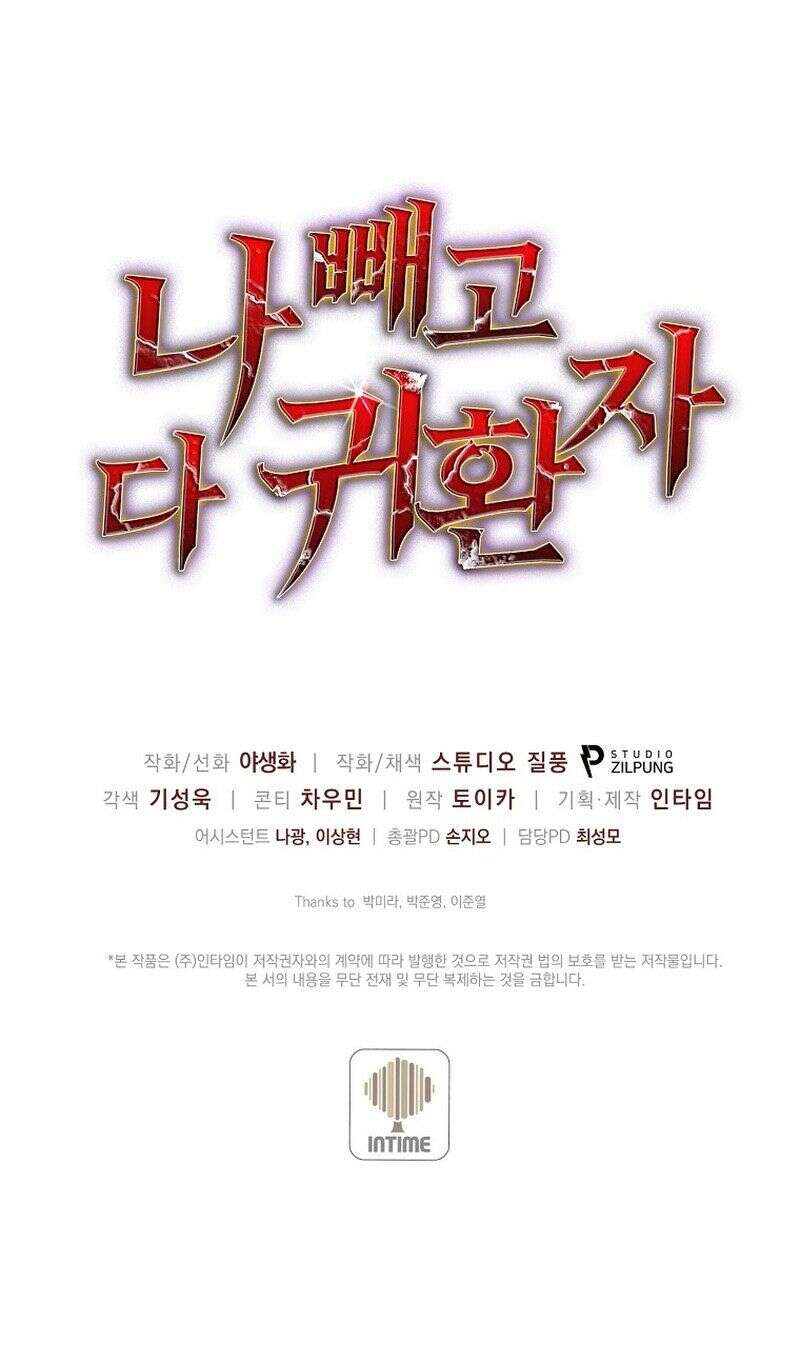 나 빼고
다 귀환자
작화/선화 야생화 | 작화/채색 스튜디오 질풍 STUDIO ZILPUNG
각색 기성욱 | 콘티 차우민 | 원작 토이카 | 기획·제작 인타임
어시스턴트 나광, 이상현 | 총괄PD 손지오 | 담당PD 최성모
Thanks to 박미라, 박준영, 이준열
*본 작품은 (주)인타임이 저작권자와의 계약에 따라 발행한 것으로 저작권 법의 보호를 받는 저작물입니다.
본 서의 내용을 무단 전재 및 무단 복제하는 것을 금합니다.
INTIME